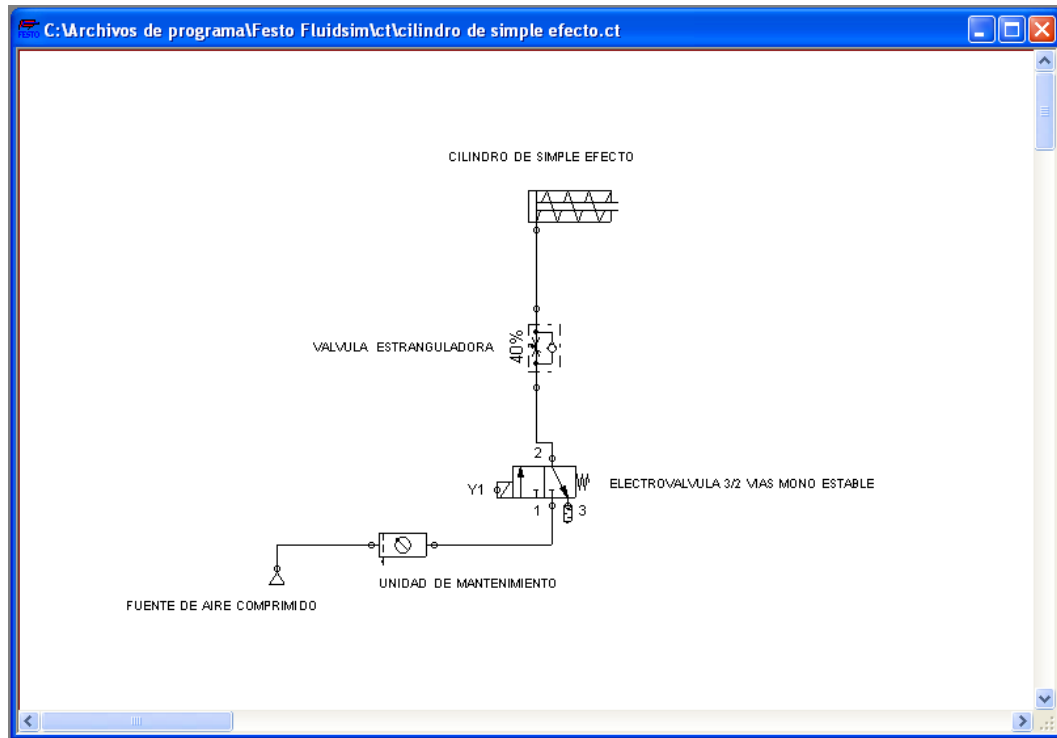 FESTO C:\Archivos de programa\Festo Fluidsim\ct\cilindro de simple efecto.ct
CILINDRO DE SIMPLE EFECTO
VALVULA ESTRANGULADORA
40%
2
Y1
ELECTROVALVULA 3/2 VIAS MONO ESTABLE
1
3
UNIDAD DE MANTENIMIENTO
FUENTE DE AIRE COMPRIMIDO